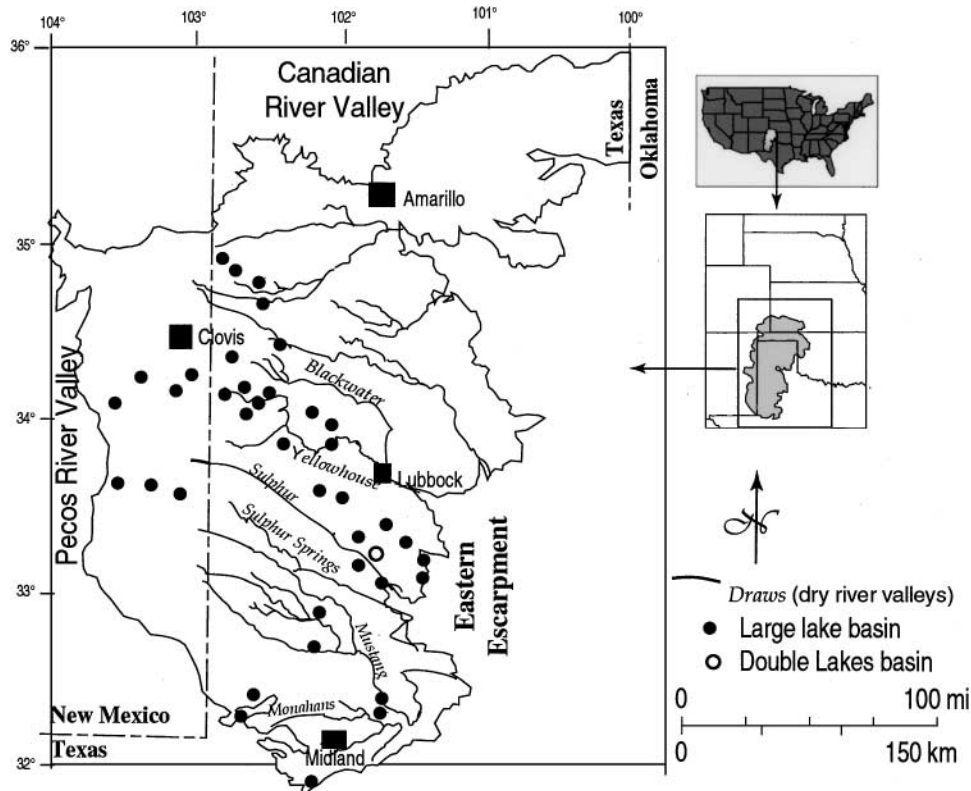 104°
103°
102°
101°
100°
36°
35°
34°
33°
32°
Canadian
River Valley
Texas
Oklahoma
Amarillo
Clovis
Pecos River Valley
Blackwater
Yellowhouse
Lubbock
Sulphur
Sulphur Springs
Eastern
Escarpment
Mustang
Monahans
Midland
New Mexico
Texas
Draws (dry river valleys)
Large lake basin
Double Lakes basin
0 100 mi
0 150 km